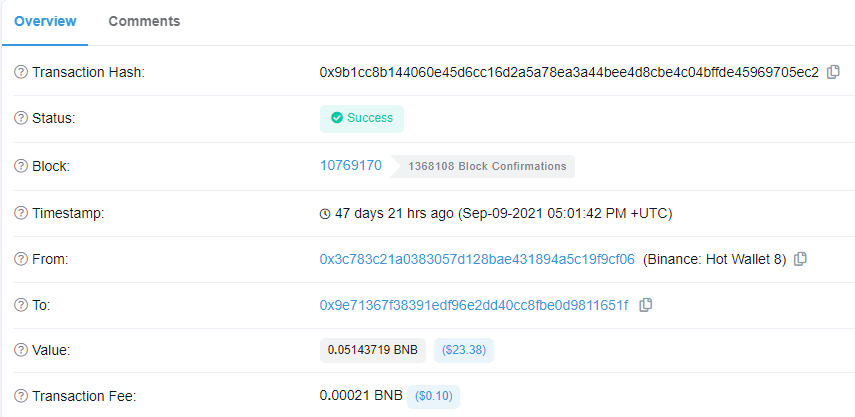 Overview Comments
Transaction Hash: 0x9b1cc8b144060e45d6cc16d2a5a78ea3a44bee4d8cbe4c04bffde45969705ec2
Status: Success
Block: 10769170 1368108 Block Confirmations
Timestamp: 47 days 21 hrs ago (Sep-09-2021 05:01:42 PM +UTC)
From: 0x3c783c21a0383057d128bae431894a5c19f9cf06 (Binance: Hot Wallet 8)
To: 0x9e71367f38391edf96e2dd40cc8fbe0d9811651f
Value: 0.05143719 BNB ($23.38)
Transaction Fee: 0.00021 BNB ($0.10)